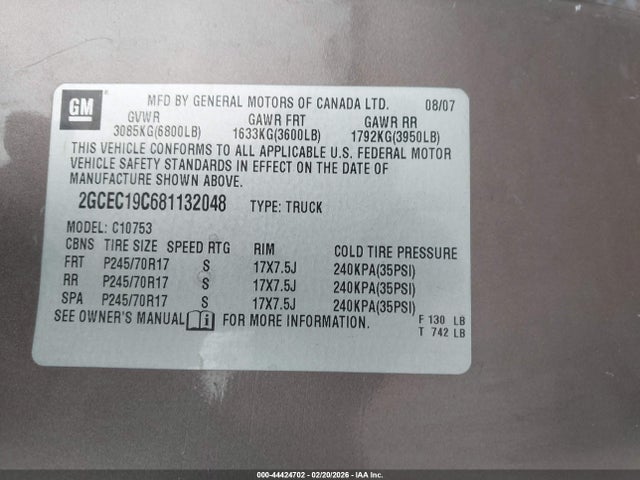 GM MFD BY GENERAL MOTORS OF CANADA LTD. 08/07
GVWR GAWR FRT GAWR RR
3085KG(6800LB) 1633KG(3600LB) 1792KG(3950LB)
THIS VEHICLE CONFORMS TO ALL APPLICABLE U.S. FEDERAL MOTOR
VEHICLE SAFETY STANDARDS IN EFFECT ON THE DATE OF
MANUFACTURE SHOWN ABOVE.
2GCEC19C681132048 TYPE: TRUCK
MODEL: C10753
CBNS TIRE SIZE SPEED RTG RIM COLD TIRE PRESSURE
FRT P245/70R17 S 17X7.5J 240KPA(35PSI)
RR P245/70R17 S 17X7.5J 240KPA(35PSI)
SPA P245/70R17 S 17X7.5J 240KPA(35PSI)
SEE OWNER'S MANUAL FOR MORE INFORMATION.
F 130 LB
T 742 LB
000-44424702 - 02/20/2026 - IAA Inc.